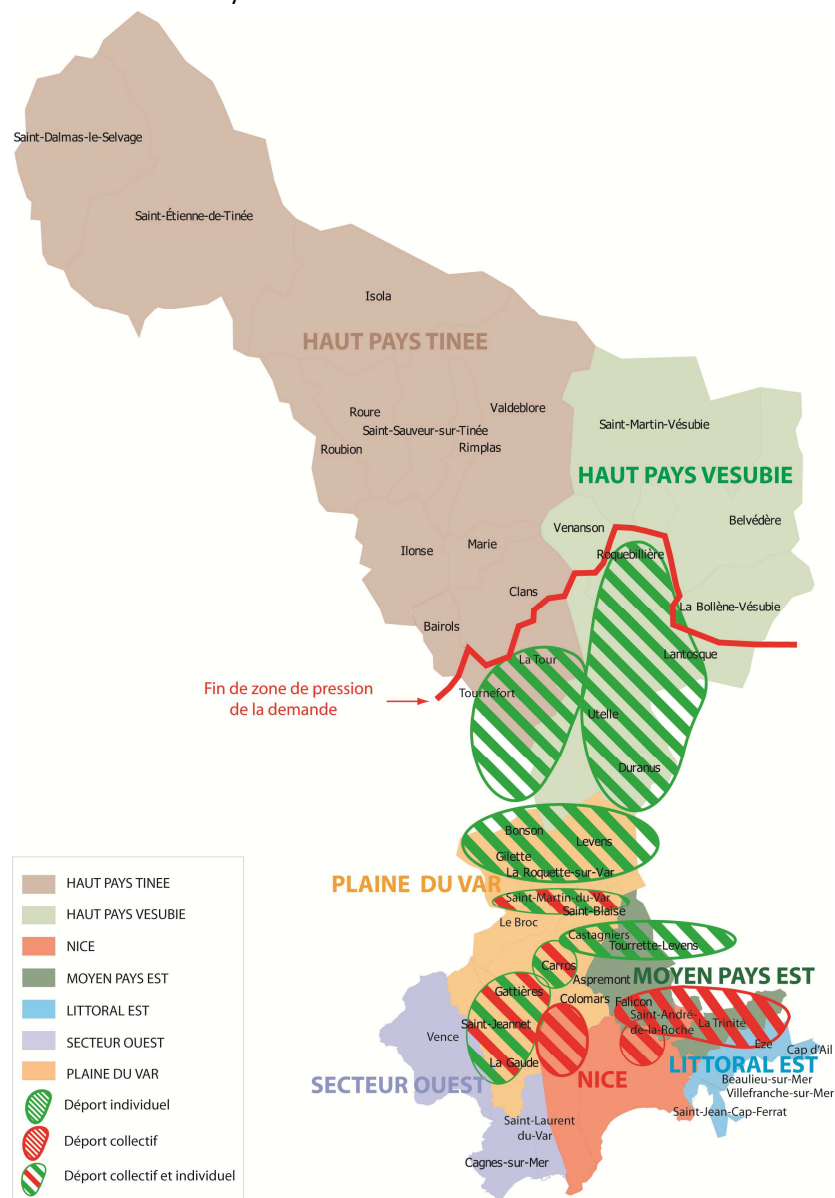 Saint-Dalmas-le-Selvage
Saint-Étienne-de-Tinée
Isola
HAUT PAYS TINEE
Roure
Valdeblore
Saint-Sauveur-sur-Tinée
Roubion
Rimplas
Saint-Martin-Vésubie
HAUT PAYS VESUBIE
Belvédère
Venanson
Ilonse
Marie
Roquebillière
Clans
La Bollène-Vésubie
Bairols
La Tour
Lantosque
Fin de zone de pression
de la demande
Tournefort
Utelle
Duranus
Bonson
Levens
Gilette
La Roquette-sur-Var
PLAINE DU VAR
Saint-Martin-du-Var
Saint-Blaise
Le Broc
Castagniers
Tourrette-Levens
Carros
Aspremont
MOYEN PAYS EST
Gattières
Colomars
Falicon
Saint-Jeannet
Saint-André-
de-la-Roche
La Trinité
Vence
Èze
Cap d'Ail
La Gaude
LITTORAL EST
SECTEUR OUEST
NICE
Beaulieu-sur-Mer
Villefranche-sur-Mer
Saint-Jean-Cap-Ferrat
Saint-Laurent
du-Var
Cagnes-sur-Mer
HAUT PAYS TINEE
HAUT PAYS VESUBIE
NICE
MOYEN PAYS EST
LITTORAL EST
SECTEUR OUEST
PLAINE DU VAR
Déport individuel
Déport collectif
Déport collectif et individuel